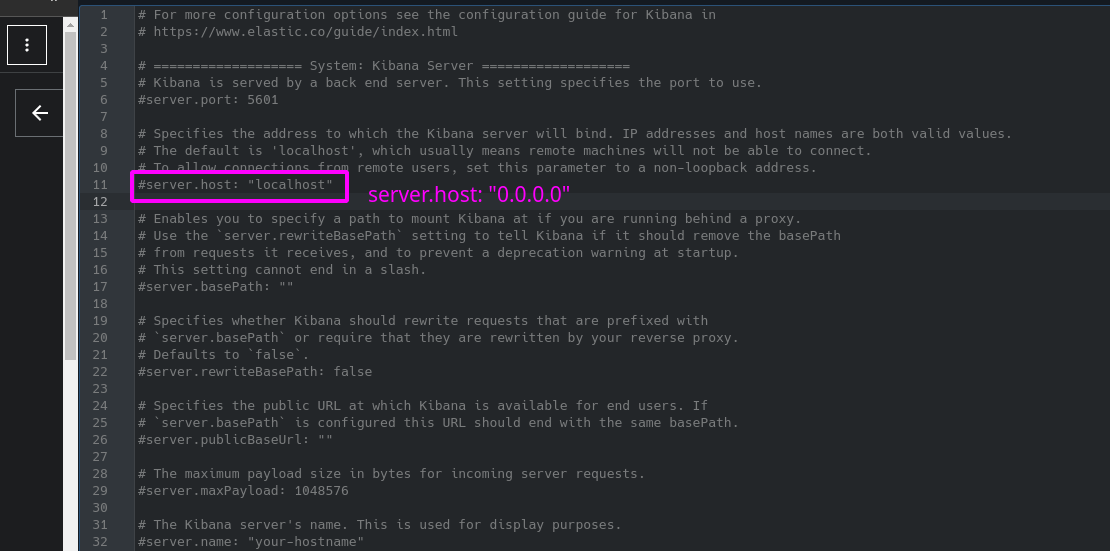 1 # For more configuration options see the configuration guide for Kibana in
2 # https://www.elastic.co/guide/index.html
3
4 # =================== System: Kibana Server ===================
5 # Kibana is served by a back end server. This setting specifies the port to use.
6 #server.port: 5601
7
8 # Specifies the address to which the Kibana server will bind. IP addresses and host names are both valid values.
9 # The default is 'localhost', which usually means remote machines will not be able to connect.
10 # To allow connections from remote users, set this parameter to a non-loopback address.
11 #server.host: "localhost"
server.host: "0.0.0.0"
12
13 # Enables you to specify a path to mount Kibana at if you are running behind a proxy.
14 # Use the `server.rewriteBasePath` setting to tell Kibana if it should remove the basePath
15 # from requests it receives, and to prevent a deprecation warning at startup.
16 # This setting cannot end in a slash.
17 #server.basePath: ""
18
19 # Specifies whether Kibana should rewrite requests that are prefixed with
20 # `server.basePath` or require that they are rewritten by your reverse proxy.
21 # Defaults to `false`.
22 #server.rewriteBasePath: false
23
24 # Specifies the public URL at which Kibana is available for end users. If
25 # `server.basePath` is configured this URL should end with the same basePath.
26 #server.publicBaseUrl: ""
27
28 # The maximum payload size in bytes for incoming server requests.
29 #server.maxPayload: 1048576
30
31 # The Kibana server's name. This is used for display purposes.
32 #server.name: "your-hostname"